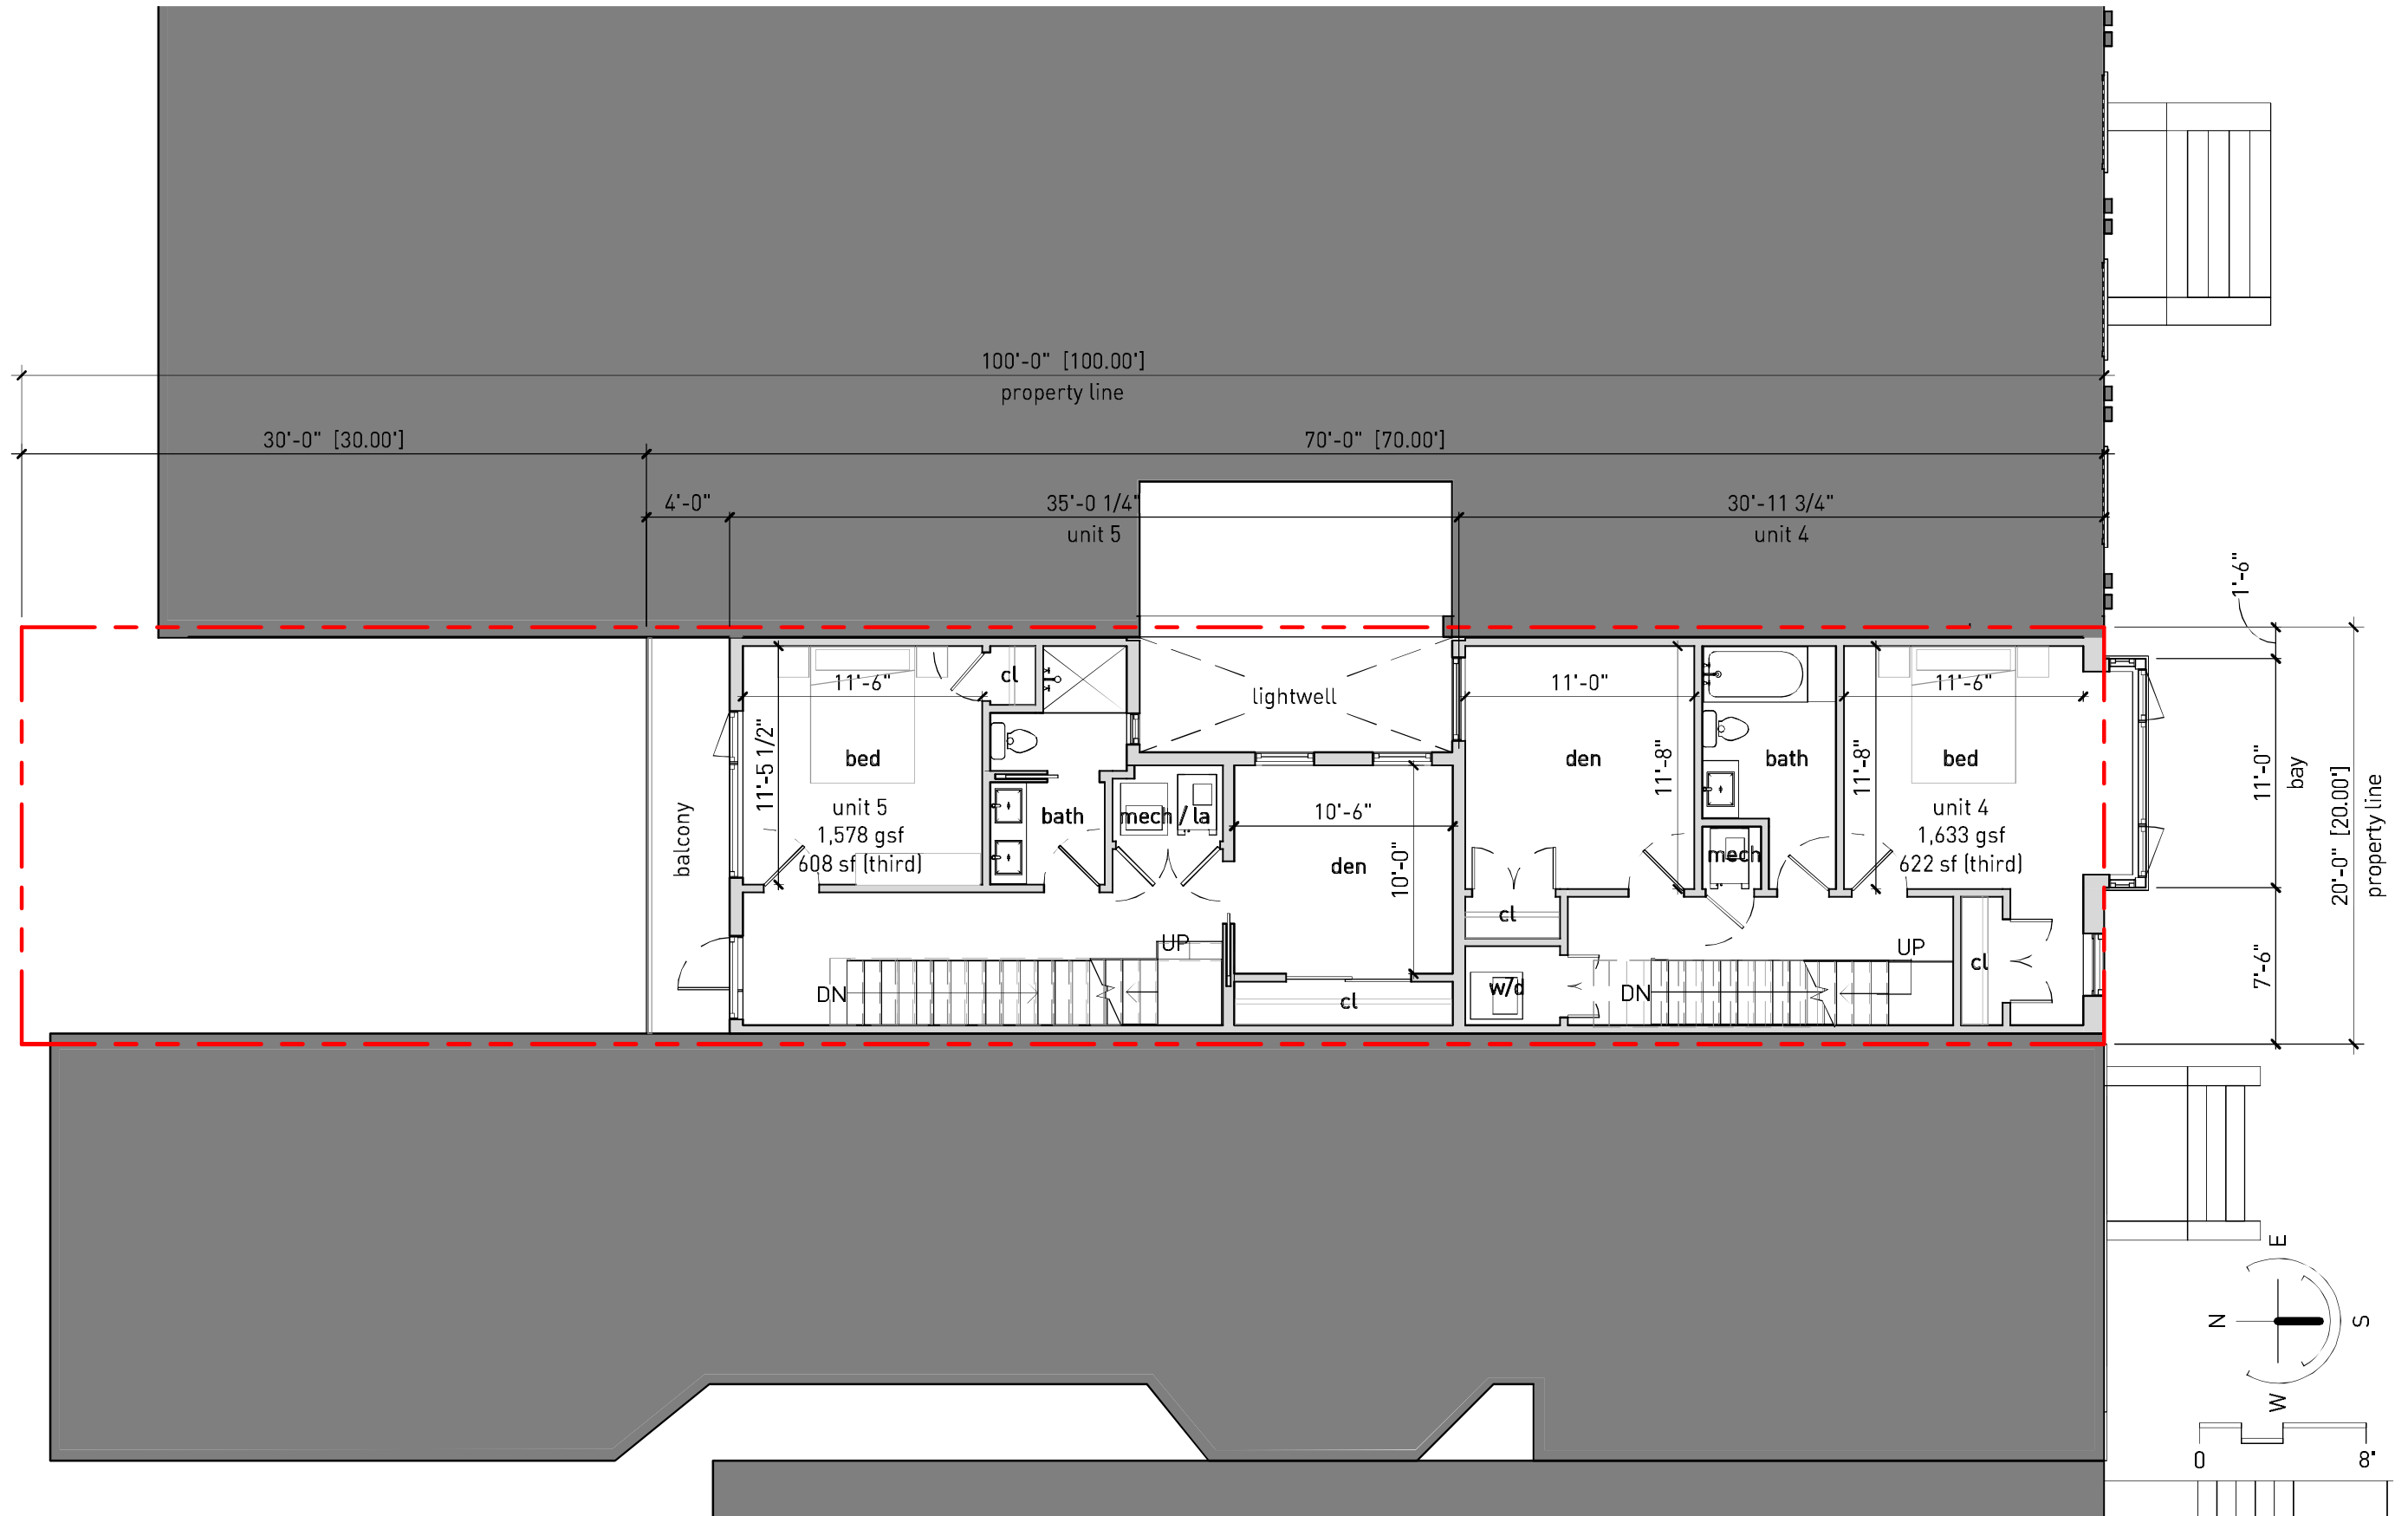 100'-0" [100.00']
property line
30'-0" [30.00']
70'-0" [70.00']
4'-0"
35'-0 1/4"
unit 5
30'-11 3/4"
unit 4
1'-6"
11'-6"
cl
lightwell
11'-0"
11'-6"
11'-5 1/2"
bed
11'-8"
den
bath
11'-8"
bed
11'-0"
bay
20'-0" [20.00']
property line
balcony
unit 5
1,578 gsf
608 sf (third)
bath
mech / la
10'-6"
den
10'-0"
mech
unit 4
1,633 gsf
622 sf (third)
cl
UP
UP
cl
7'-6"
DN
cl
w/d
DN
E
N
S
W
0
8'